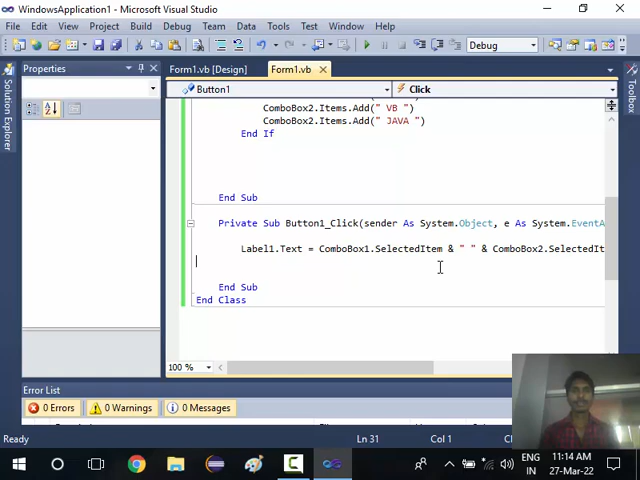 WindowsApplication1 - Microsoft Visual Studio
File Edit View Project Build Debug Team Data Tools Test Window Help
Debug
Properties
Form1.vb [Design]
Form1.vb
Button1
Click
Solution Explorer
Toolbox
ComboBox2.Items.Add(" VB ")
ComboBox2.Items.Add(" JAVA ")
End If
End Sub
Private Sub Button1_Click(sender As System.Object, e As System.EventA
Label1.Text = ComboBox1.SelectedItem & " " & ComboBox2.SelectedIt
End Sub
End Class
100 %
Error List
0 Errors
0 Warnings
0 Messages
Ready
Ln 31
Col 1
ENG
IN
11:14 AM
27-Mar-22